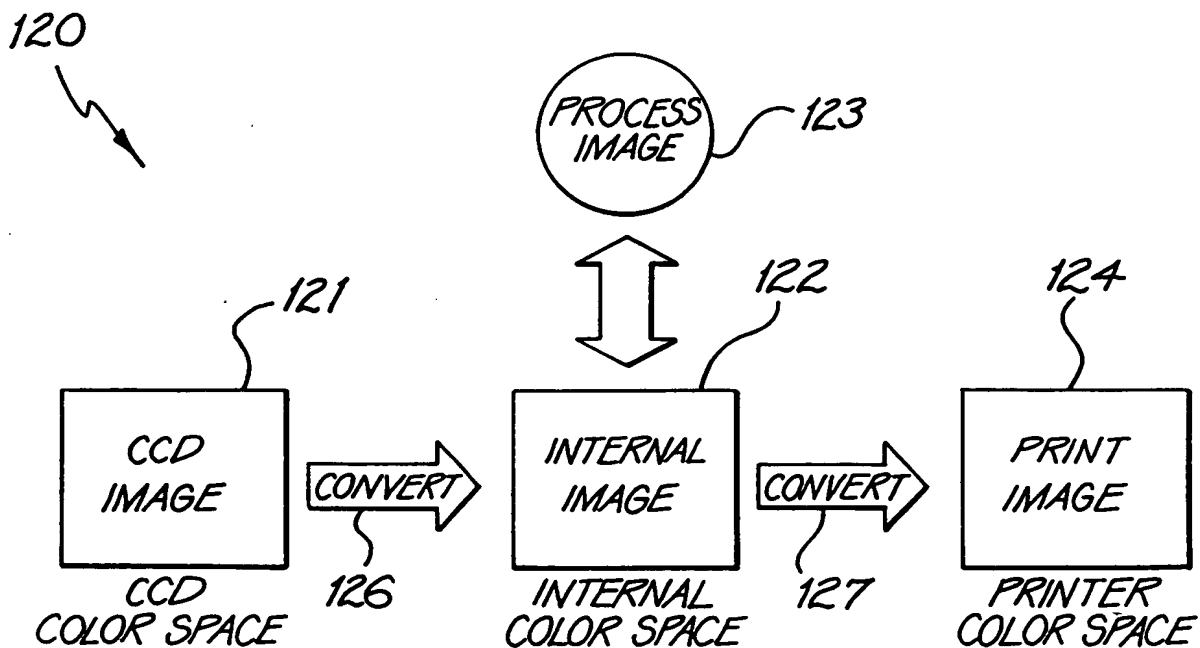 120
PROCESS
IMAGE
123
121
122
124
CCD
IMAGE
CONVERT
126
INTERNAL
IMAGE
CONVERT
127
PRINT
IMAGE
CCD
COLOR SPACE
INTERNAL
COLOR SPACE
PRINTER
COLOR SPACE